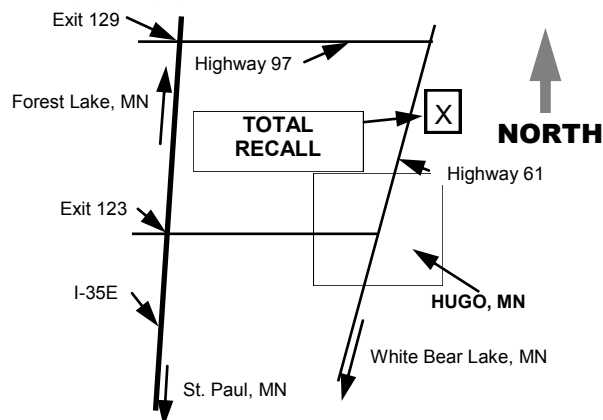 Exit 129
Highway 97
Forest Lake, MN
TOTAL
RECALL
X
NORTH
Highway 61
Exit 123
I-35E
HUGO, MN
White Bear Lake, MN
St. Paul, MN